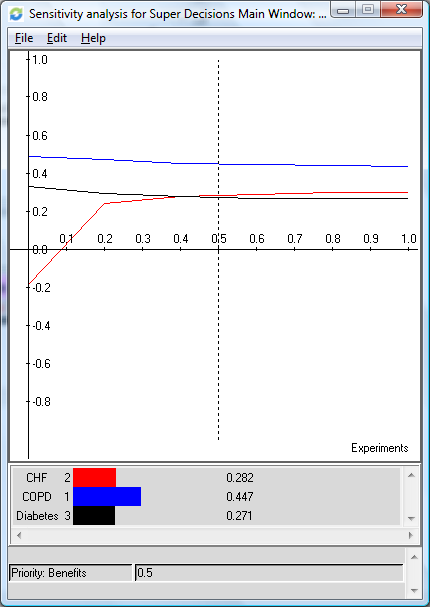 Sensitivity analysis for Super Decisions Main Window: ...
File Edit Help
1.0
0.8
0.6
0.4
0.2
0.0 0.1 0.2 0.3 0.4 0.5 0.6 0.7 0.8 0.9 1.0
-0.2
-0.4
-0.6
-0.8
Experiments
CHF 2 0.282
COPD 1 0.447
Diabetes 3 0.271
Priority: Benefits 0.5